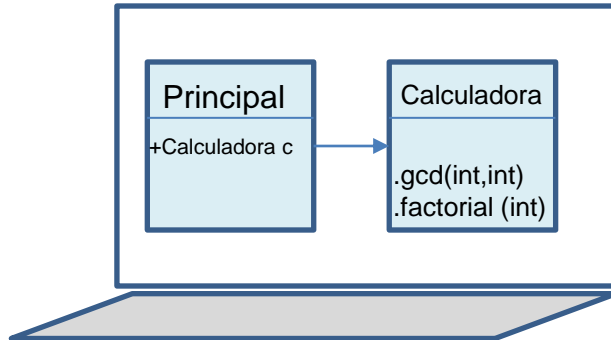 Principal
+Calculadora c
Calculadora
.gcd(int,int)
.factorial (int)